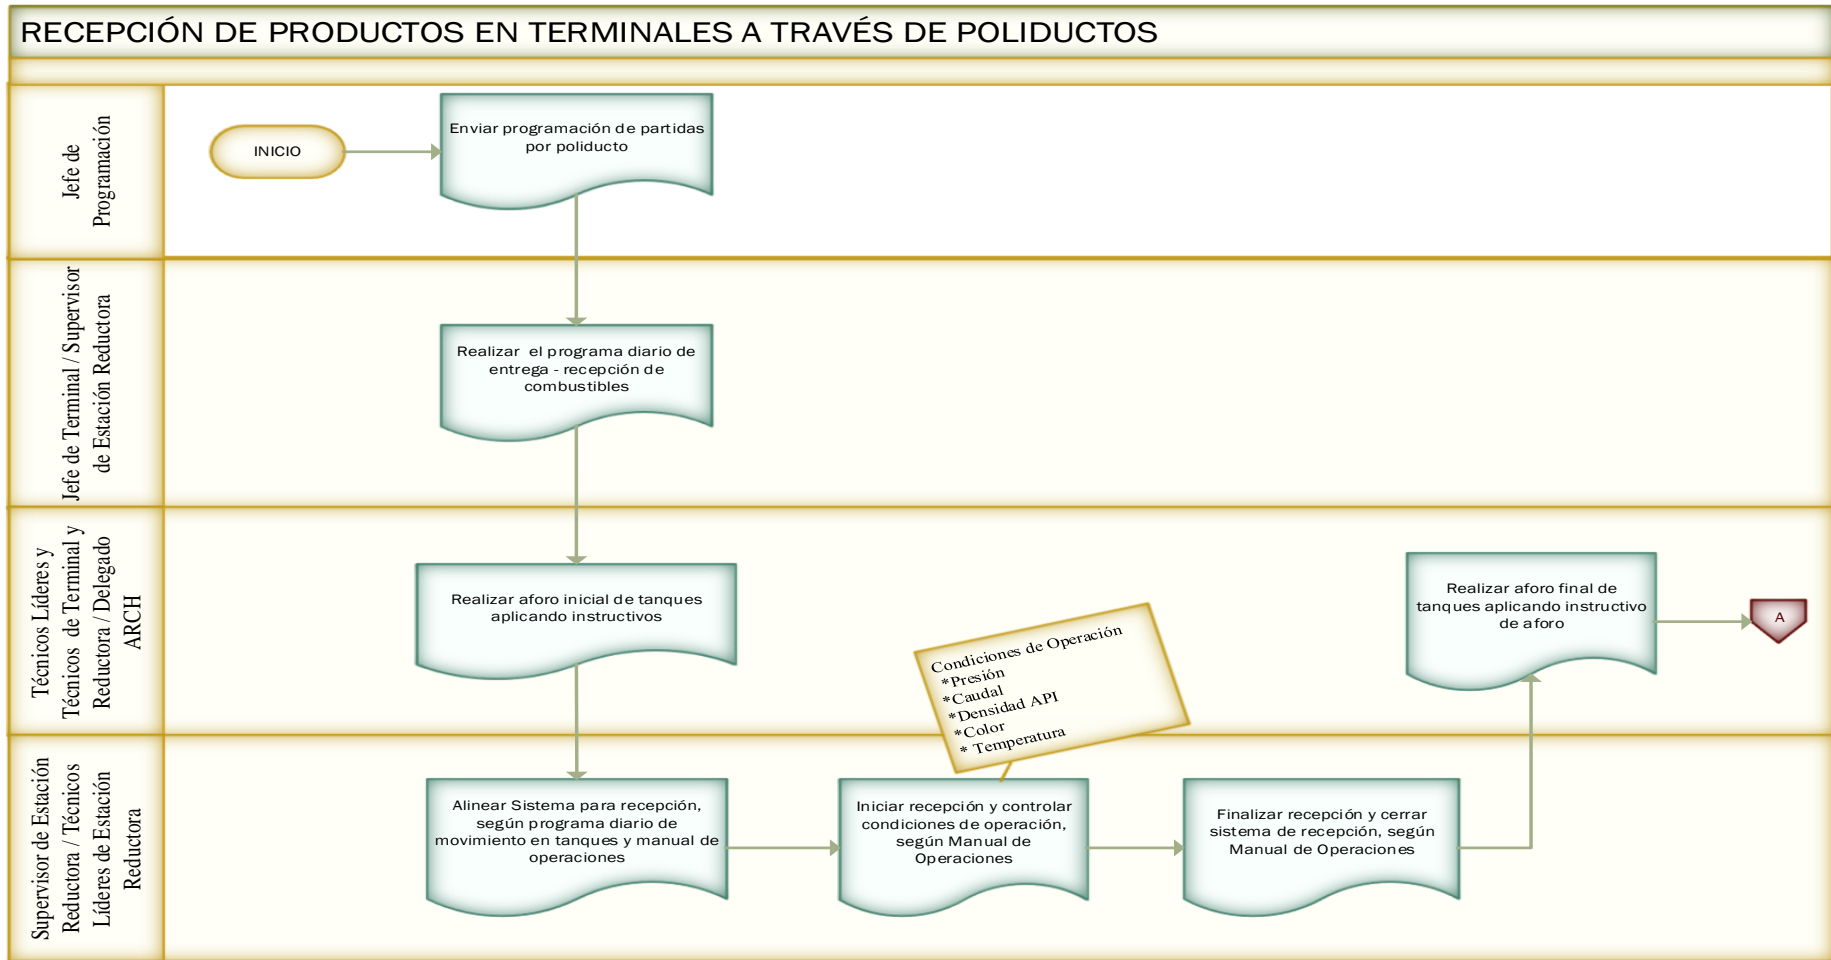 RECEPCIÓN DE PRODUCTOS EN TERMINALES A TRAVÉS DE POLIDUCTOS
Jefe de
Programación
INICIO
Enviar programación de partidas
por poliducto
Jefe de Terminal / Supervisor
de Estación Reductora
Realizar el programa diario de
entrega - recepción de
combustibles
Técnicos Líderes y
Técnicos de Terminal y
Reductora / Delegado
ARCH
Realizar aforo inicial de tanques
aplicando instructivos
Condiciones de Operación
*Presión
*Caudal
*Densidad API
*Color
* Temperatura
Realizar aforo final de
tanques aplicando instructivo
de aforo
A
Supervisor de Estación
Reductora / Técnicos
Líderes de Estación
Reductora
Alinear Sistema para recepción,
según programa diario de
movimiento en tanques y manual de
operaciones
Iniciar recepción y controlar
condiciones de operación,
según Manual de
Operaciones
Finalizar recepción y cerrar
sistema de recepción, según
Manual de Operaciones